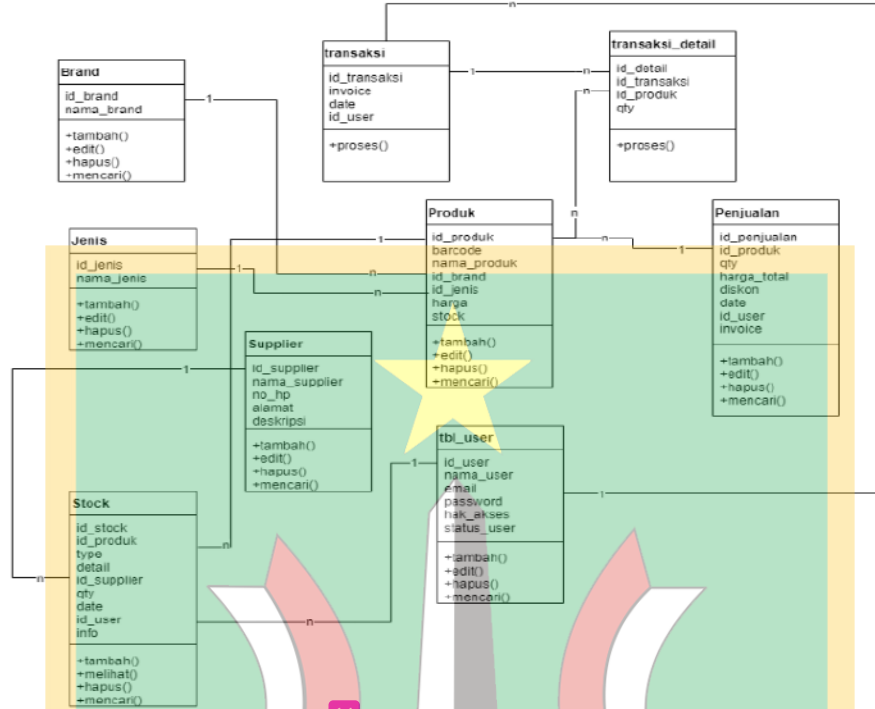 n
transaksi
id_transaksi
invoice
date
id_user
+proses()
1
n
transaksi_detail
id_detail
id_transaksi
id_produk
qty
+proses()
n
Brand
id_brand
nama_brand
+tambah()
+edit()
+hapus()
+mencari()
1
Jenis
id_jenis
nama_jenis
+tambah()
+edit()
+hapus()
+mencari()
1
1
n
n
Produk
id_produk
barcode
nama_produk
id_brand
id_jenis
harga
stock
+tambah()
+edit()
+hapus()
+mencari()
n
n
1
Penjualan
id_penjualan
id_produk
qty
harga_total
diskon
date
id_user
invoice
+tambah()
+edit()
+hapus()
+mencari()
Supplier
id_supplier
nama_supplier
no_hp
alamat
deskripsi
+tambah()
+edit()
+hapus()
+mencari()
1
tbl_user
id_user
nama_user
email
password
hak_akses
status_user
+tambah()
+edit()
+hapus()
+mencari()
1
1
Stock
id_stock
id_produk
type
detail
id_supplier
qty
date
id_user
info
+tambah()
+melihat()
+hapus()
+mencari()
n
n
n